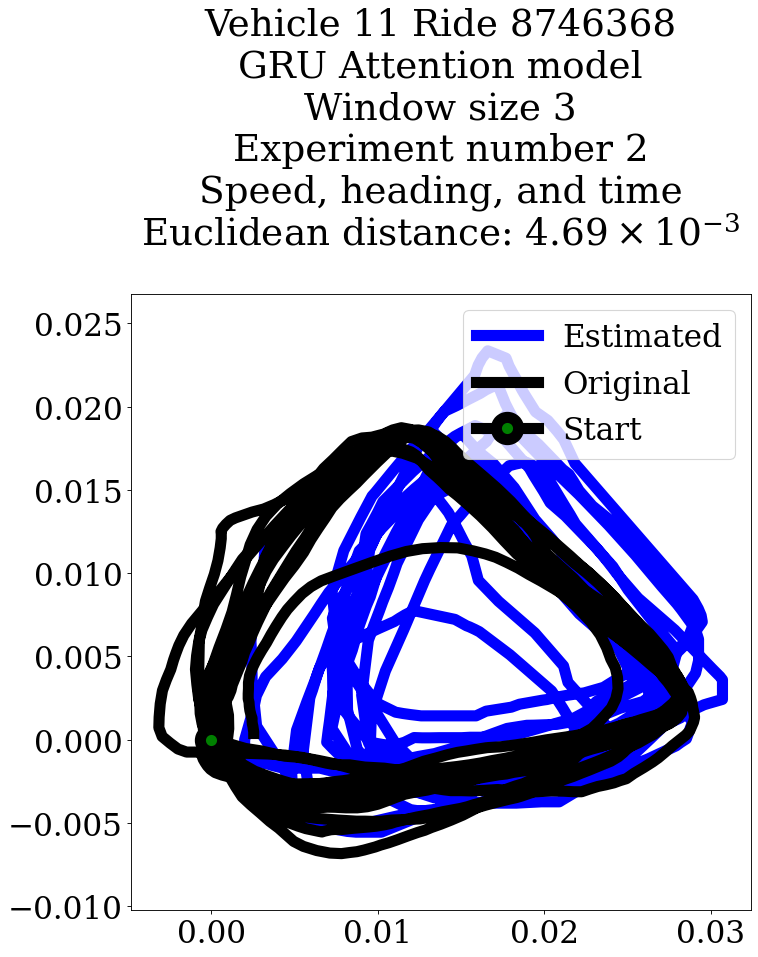 Vehicle 11 Ride 8746368
GRU Attention model
Window size 3
Experiment number 2
Speed, heading, and time
Euclidean distance: 4.69 × 10⁻³
Estimated
Original
Start
0.025
0.020
0.015
0.010
0.005
0.000
−0.005
−0.010
0.00 0.01 0.02 0.03